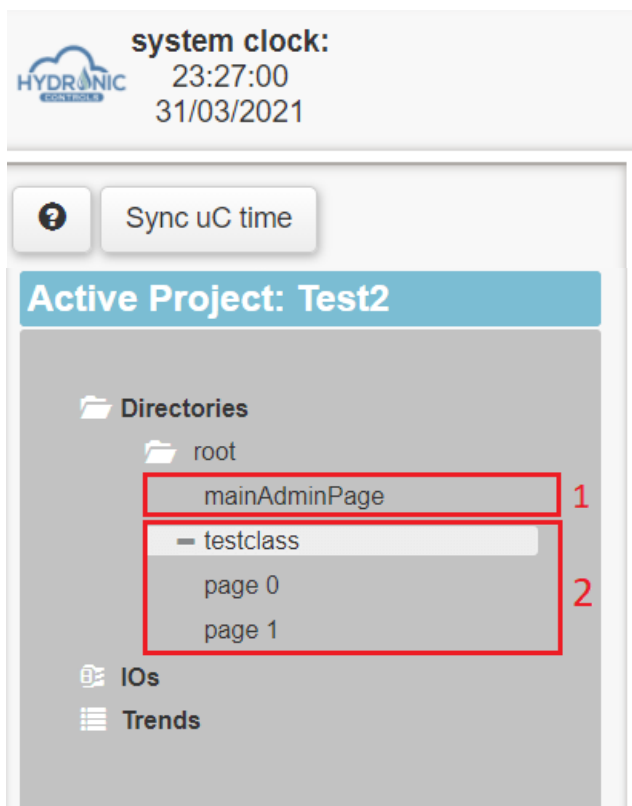 system clock:
HYDRONIC 23:27:00
CONTROLS
31/03/2021
Sync uC time
Active Project: Test2
Directories
root
mainAdminPage 1
testclass
page 0 2
page 1
IOs
Trends